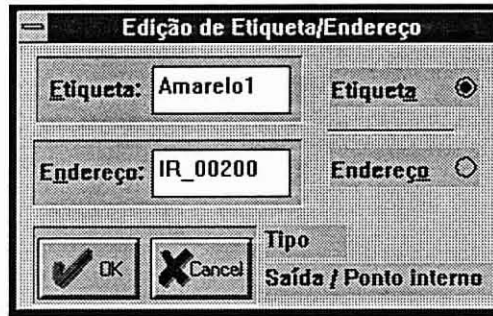 Edição de Etiqueta/Endereço
Etiqueta: Amarelo1 Etiqueta
Endereço: IR_00200 Endereço
OK Cancel Tipo
Saída / Ponto interno